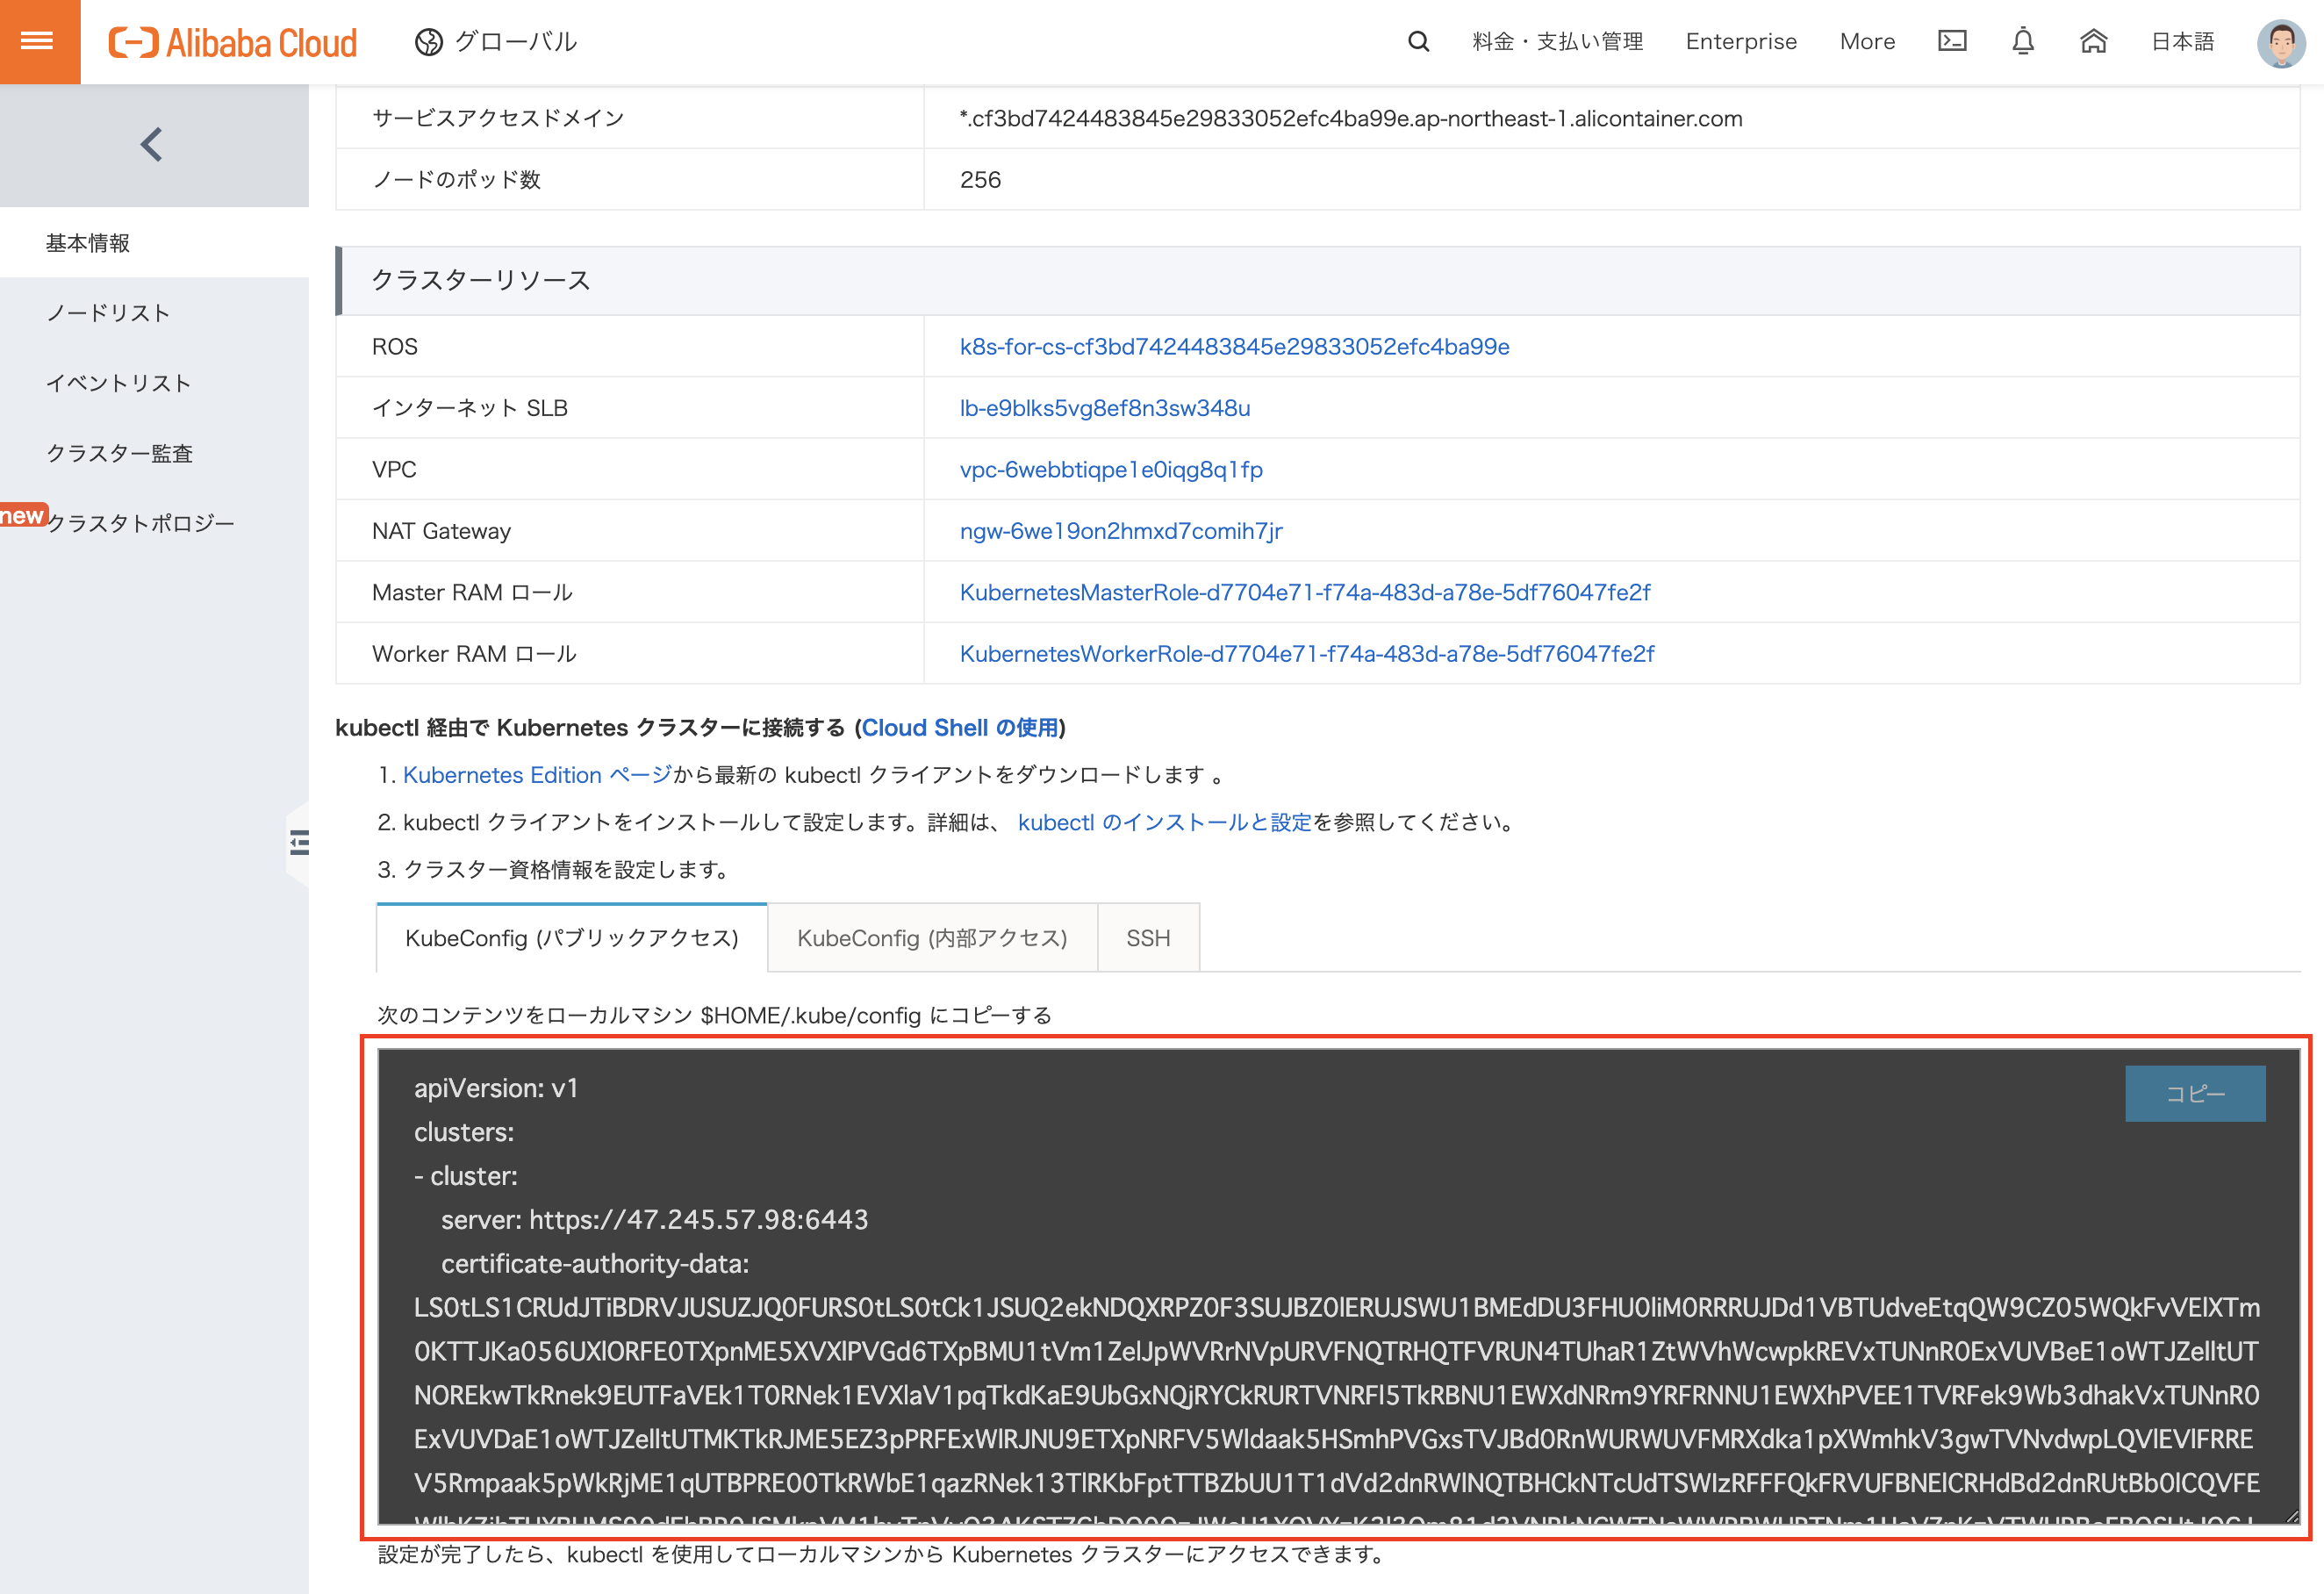 Alibaba Cloud グローバル 料金・支払い管理 Enterprise More 日本語
基本情報
ノードリスト
イベントリスト
クラスター監査
new クラスタトポロジー
サービスアクセスドメイン *.cf3bd7424483845e29833052efc4ba99e.ap-northeast-1.alicontainer.com
ノードのポッド数 256
クラスターリソース
ROS k8s-for-cs-cf3bd7424483845e29833052efc4ba99e
インターネット SLB lb-e9blks5vg8ef8n3sw348u
VPC vpc-6webbtiqpe1e0iqg8q1fp
NAT Gateway ngw-6we19on2hmxd7comih7jr
Master RAM ロール KubernetesMasterRole-d7704e71-f74a-483d-a78e-5df76047fe2f
Worker RAM ロール KubernetesWorkerRole-d7704e71-f74a-483d-a78e-5df76047fe2f
kubectl 経由で Kubernetes クラスターに接続する (Cloud Shell の使用)
1. Kubernetes Edition ページから最新の kubectl クライアントをダウンロードします 。
2. kubectl クライアントをインストールして設定します。詳細は、 kubectl のインストールと設定を参照してください。
3. クラスター資格情報を設定します。
KubeConfig (パブリックアクセス) KubeConfig (内部アクセス) SSH
次のコンテンツをローカルマシン $HOME/.kube/config にコピーする
コピー
apiVersion: v1
clusters:
- cluster:
server: https://47.245.57.98:6443
certificate-authority-data:
設定が完了したら、kubectl を使用してローカルマシンから Kubernetes クラスターにアクセスできます。